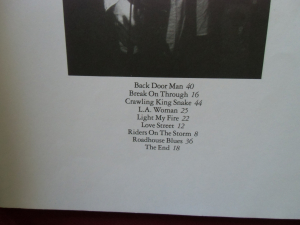 Back Door Man 40
Break On Through 16
Crawling King Snake 44
L.A. Woman 25
Light My Fire 22
Love Street 12
Riders On The Storm 8
Roadhouse Blues 36
The End 18